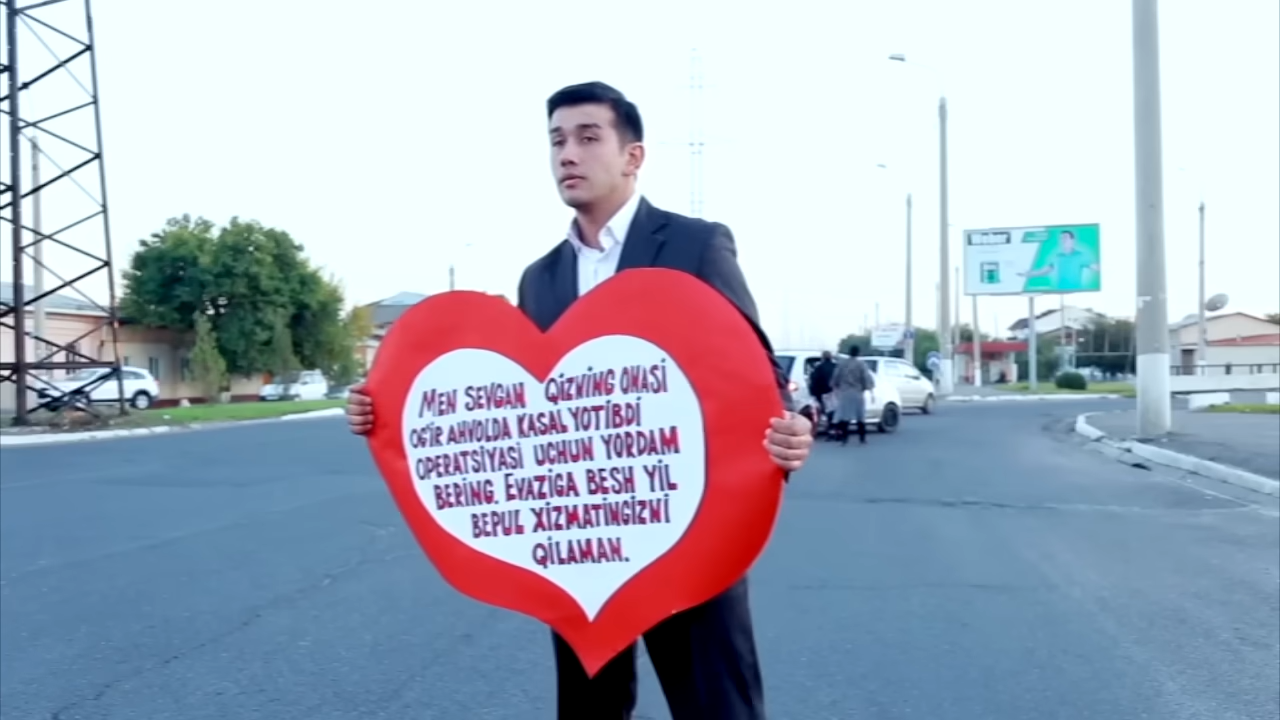 Weber
MEN SEVGAN QIZNING ONASI
OG'IR AHVOLDA KASAL YOTIBDI
OPERATSIYASI UCHUN YORDAM
BERING. EVAZIGA BESH YIL
BEPUL XIZMATINGIZNI
QILAMAN.